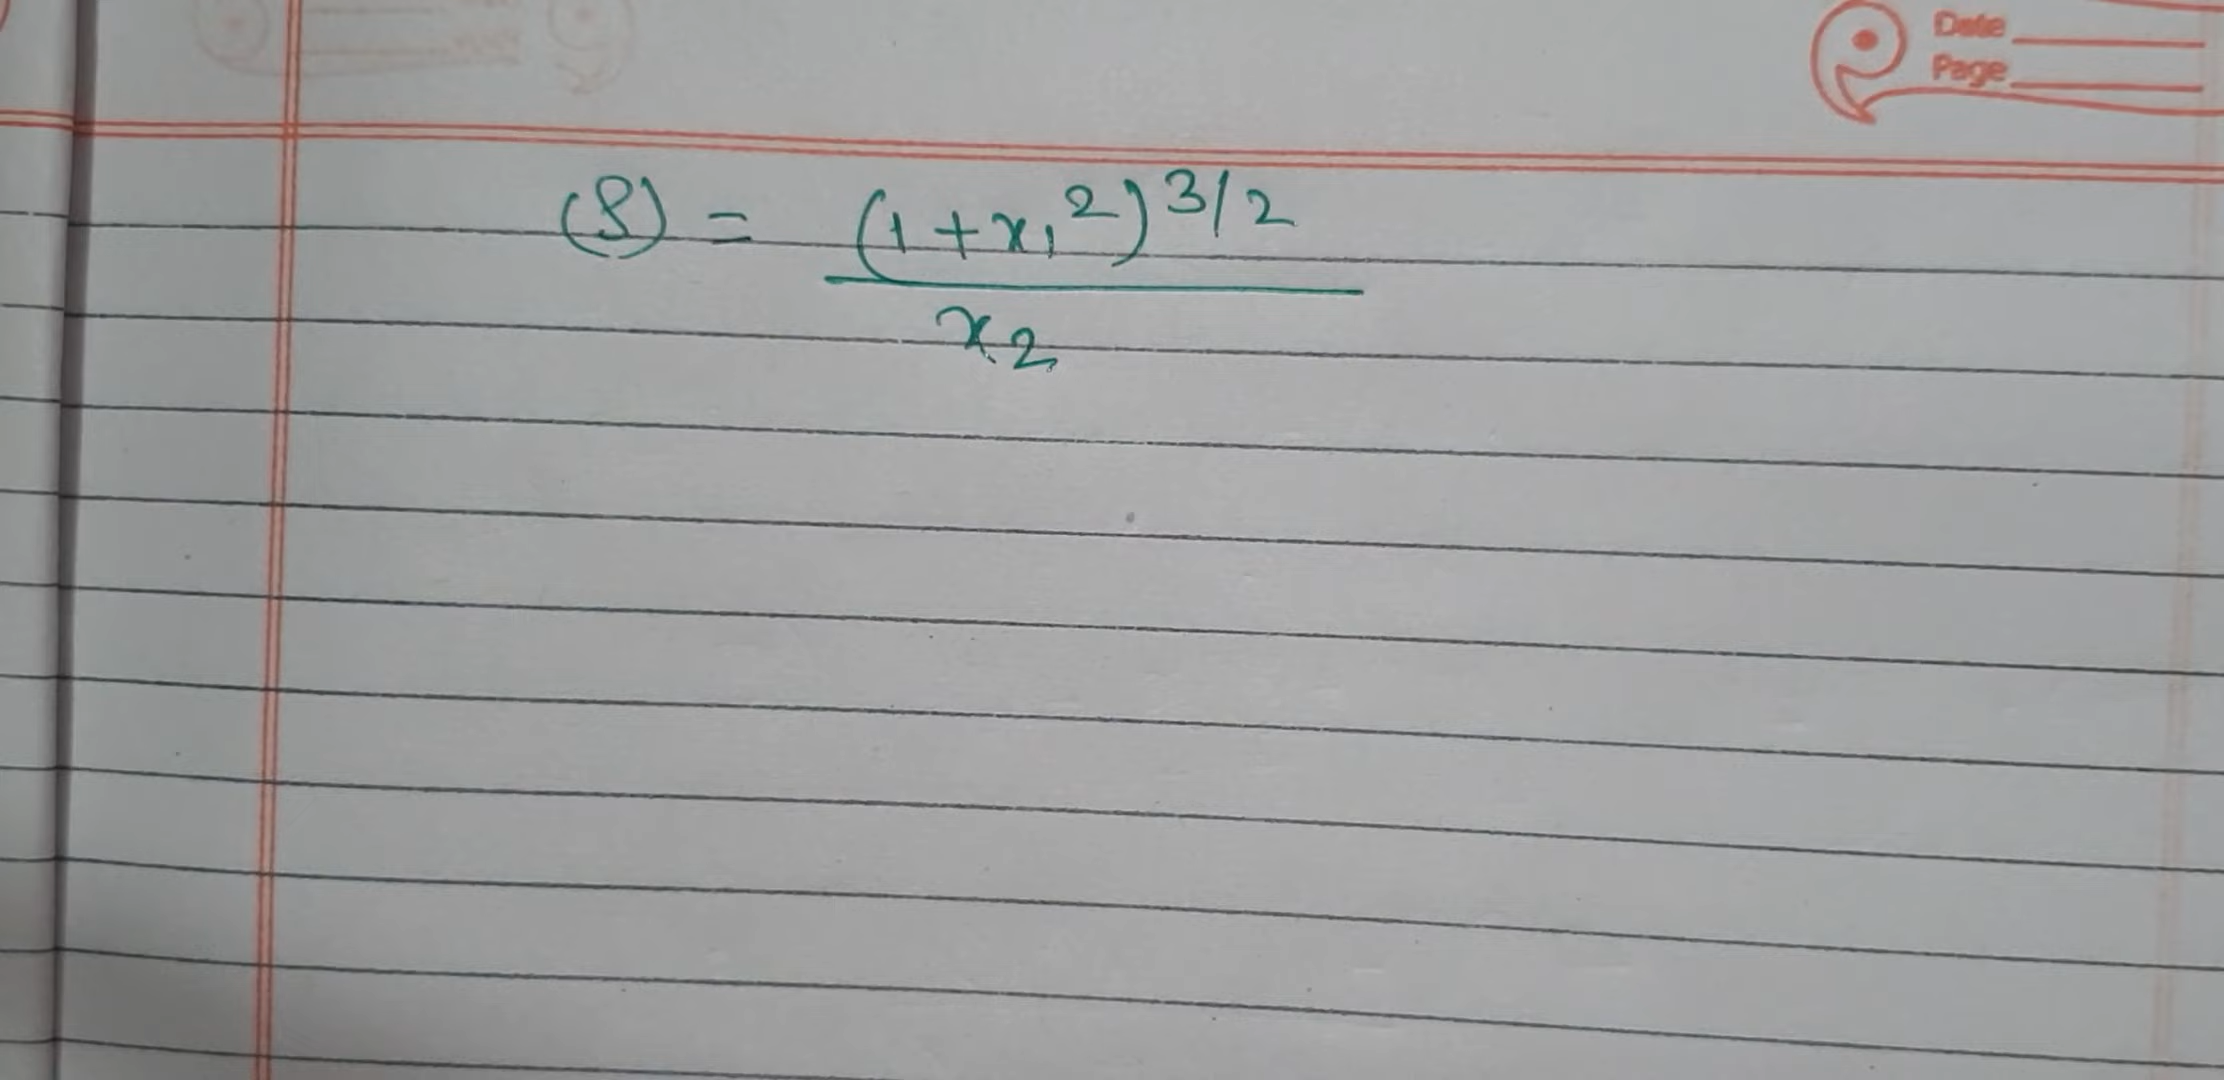 Date
Page
(ρ) = (1 + x₁²)^3/2
x₂